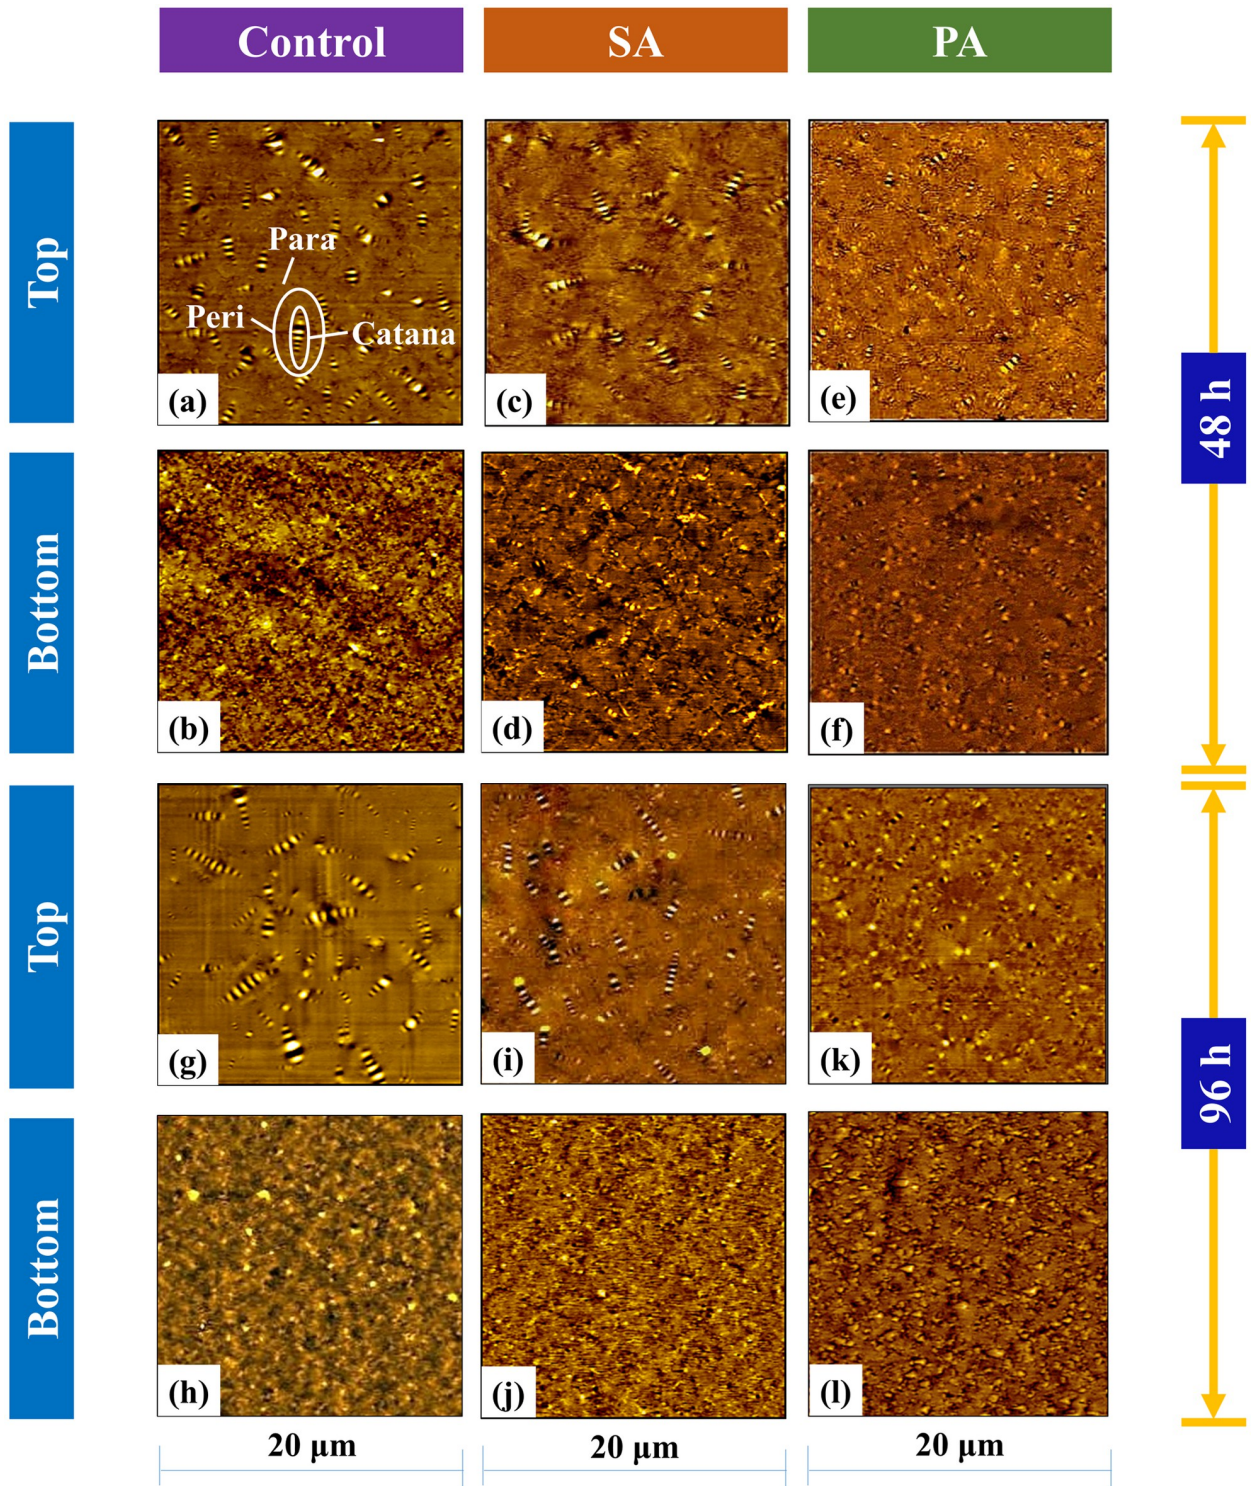 Control
SA
PA
Top
Para
Peri
Catana
(a)
(c)
(e)
48 h
Bottom
(b)
(d)
(f)
Top
(g)
(i)
(k)
96 h
Bottom
(h)
(j)
(l)
20 μm
20 μm
20 μm